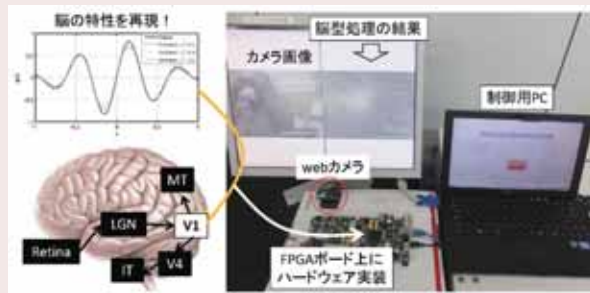 脳の特性を再現！
脳型処理の結果
カメラ画像
制御用PC
webカメラ
MT
LGN
V1
Retina
IT
V4
FPGAボード上に
ハードウェア実装